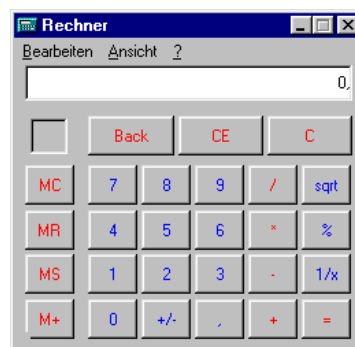 Rechner
Bearbeiten Ansicht ?
0,
Back CE C
MC 7 8 9 / sqrt
MR 4 5 6 * %
MS 1 2 3 - 1/x
M+ 0 +/- , + =